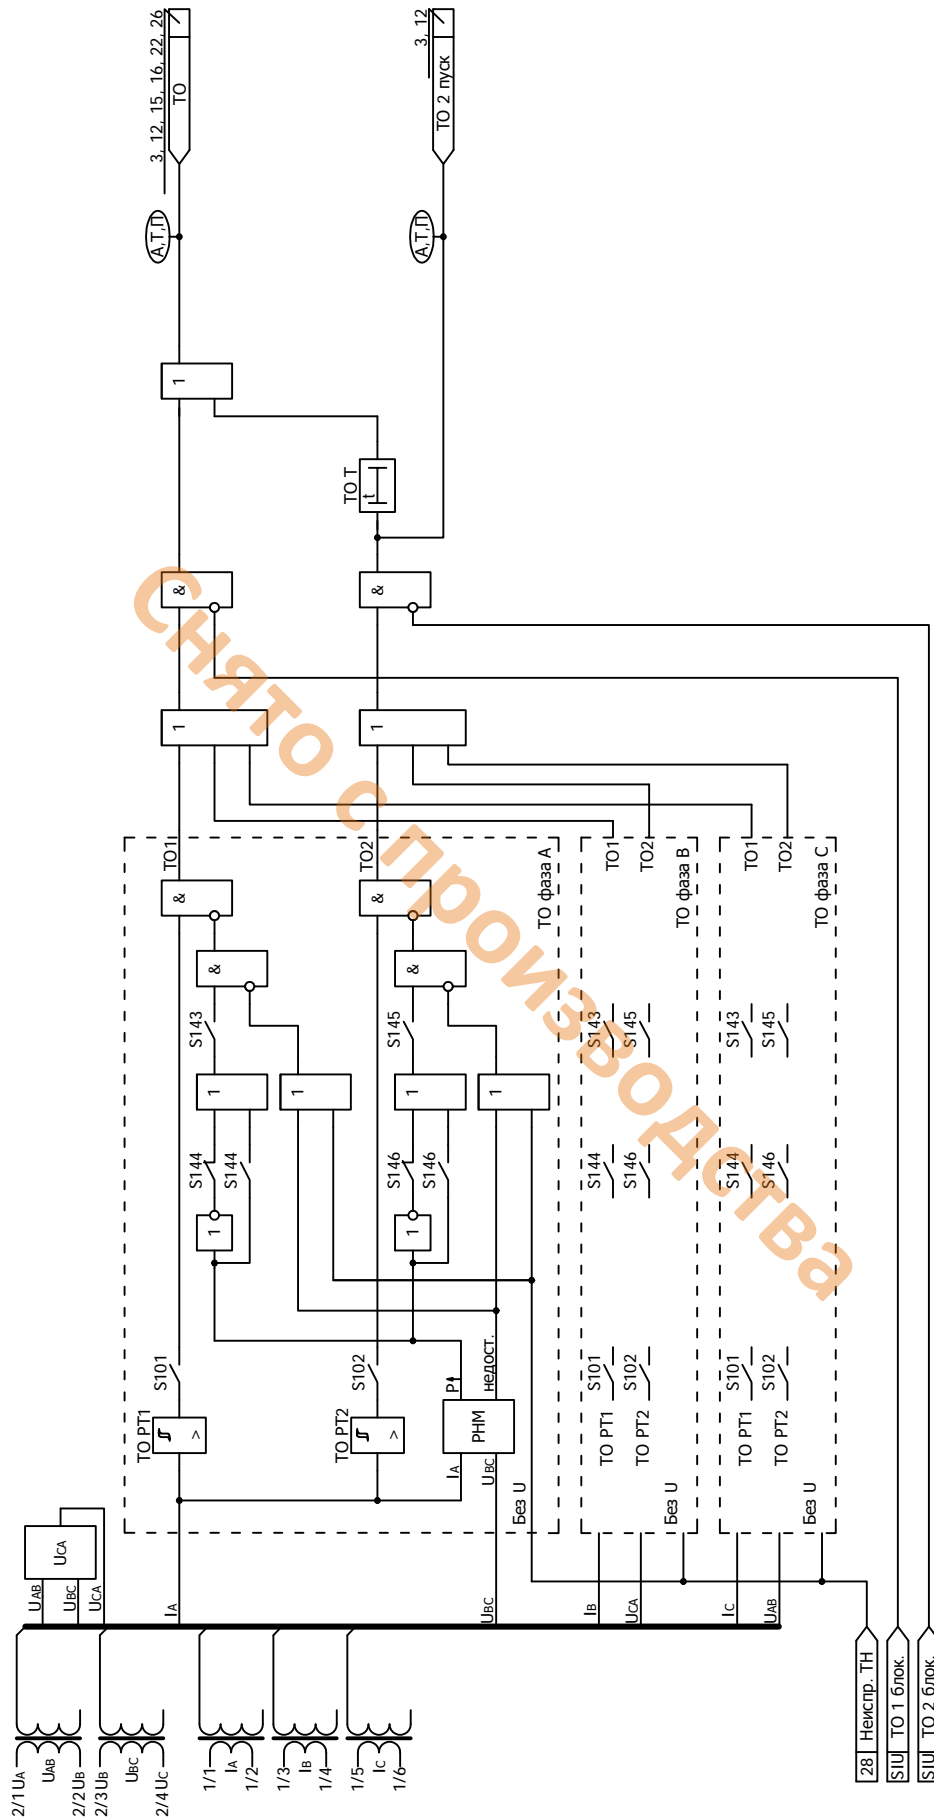 3, 12, 15, 16, 22, 26
ТО
3, 12
ТО 2 пуск
А,Т,П
А,Т,П
1
ТО Т
t
&
&
1
1
ТО1
ТО2
&
&
ТО фаза А
&
&
S143
S145
1
1
1
1
S144
S144
S146
S146
1
1
S101
S102
ТО РТ1
>
ТО РТ2
>
РНМ
P
недост.
IA
UBC
Без U
ТО1
ТО2
ТО фаза В
S143
S145
S144
S146
S101
S102
ТО РТ1
ТО РТ2
Без U
ТО1
ТО2
ТО фаза С
S143
S145
S144
S146
S101
S102
ТО РТ1
ТО РТ2
Без U
UCA
UAB
UBC
UCA
IA
UBC
IB
UCA
IC
UAB
2/1 UA
UAB
2/2 UB
2/3 UB
UBC
2/4 UC
1/1
IA
1/2
1/3
IB
1/4
1/5
IC
1/6
28 Неиспр. ТН
SIU ТО 1 блок.
SIU ТО 2 блок.
Снято с производства